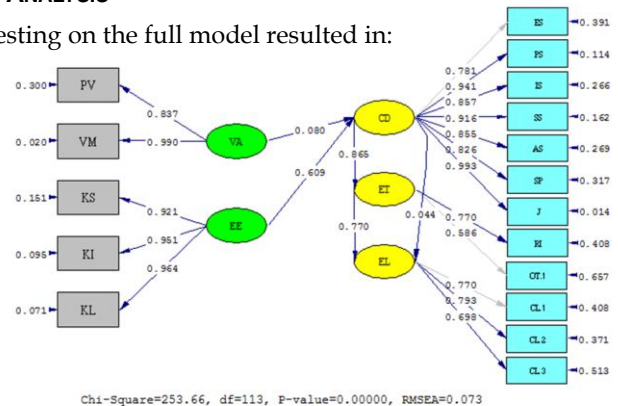 ANALYSIS
esting on the full model resulted in:
ES 0.391
0.300 PV
PS 0.114
0.781
0.941
0.837
IS 0.266
0.857
CD
0.080
0.916
SS 0.162
0.020 VM
0.990
VA
0.855
0.826
AS 0.269
0.865
0.993
SP 0.317
0.609
0.151 KS
0.921
ET
J 0.014
0.044
0.770
EE
0.770
0.586
RI 0.408
0.095 KI
0.951
EL
OT.1 0.657
0.964
0.770
0.793
CL1 0.408
0.071 KL
0.698
CL2 0.371
CL3 0.513
Chi-Square=253.66, df=113, P-value=0.00000, RMSEA=0.073